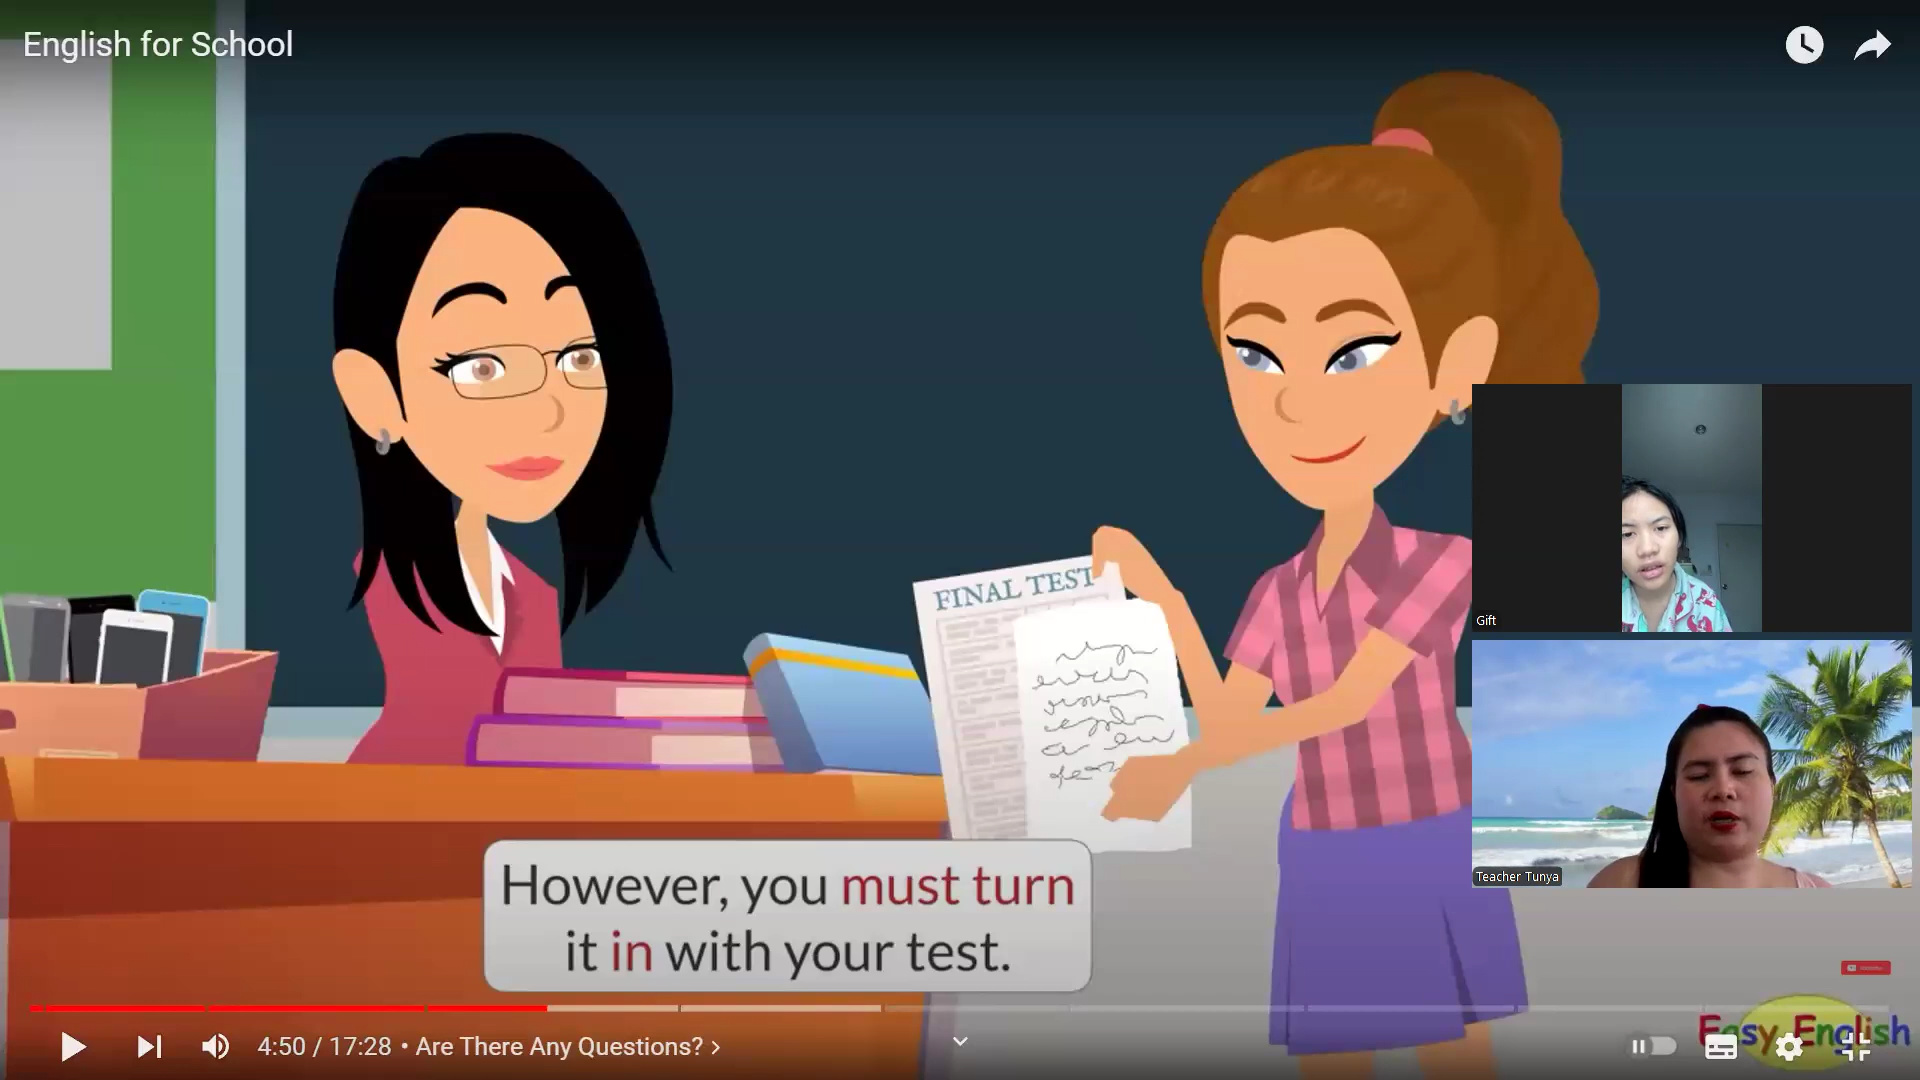 English for School
FINAL TEST
Gift
Teacher Tunya
However, you must turn
it in with your test.
4:50 / 17:28 • Are There Any Questions? >
Easy English